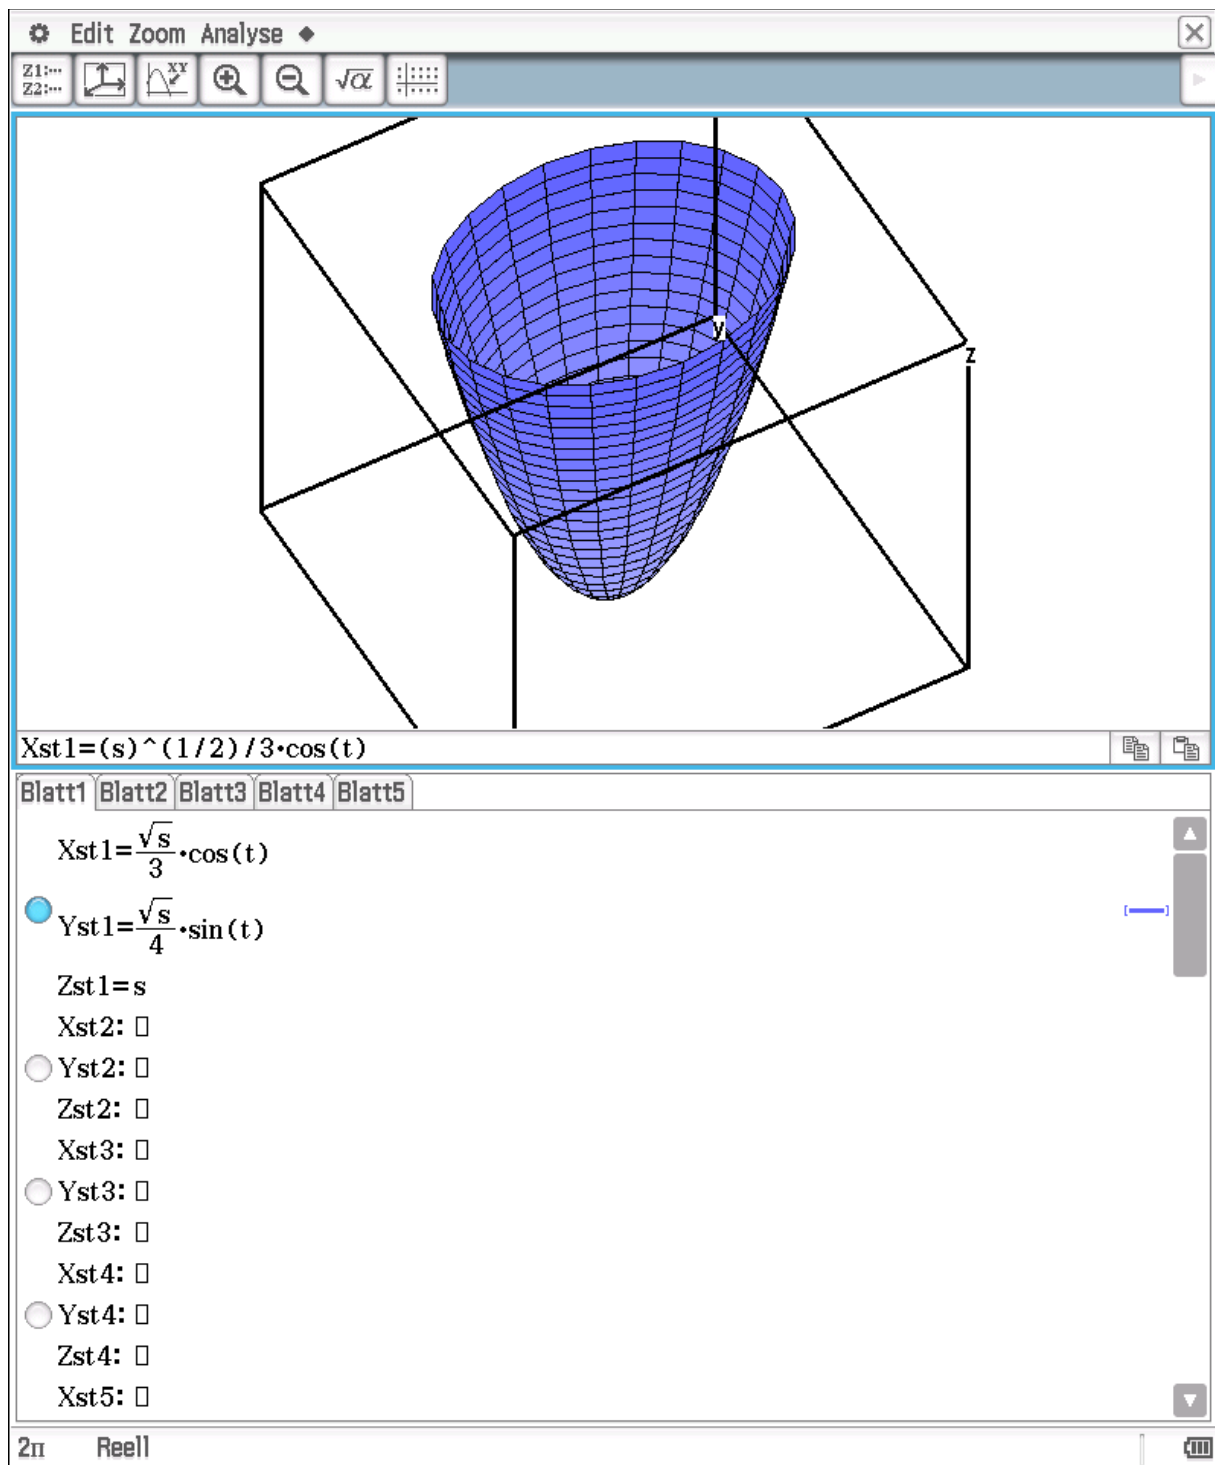 Edit Zoom Analyse ◆
Z1:… XY
Z2:… √α
y
z
Xst1=(s)^(1/2)/3·cos(t)
Blatt1 Blatt2 Blatt3 Blatt4 Blatt5
Xst1=√s/3·cos(t)
Yst1=√s/4·sin(t)
Zst1=s
Xst2:□
Yst2:□
Zst2:□
Xst3:□
Yst3:□
Zst3:□
Xst4:□
Yst4:□
Zst4:□
Xst5:□
2π Reell